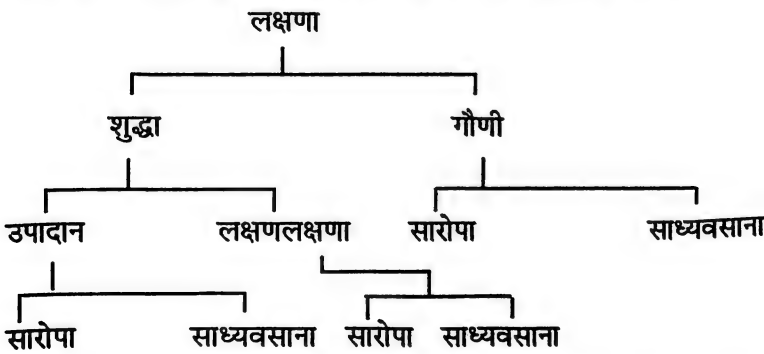 लक्षणा
शुद्धा गौणी
उपादान लक्षणलक्षणा सारोपा साध्यवसाना
सारोपा साध्यवसाना सारोपा साध्यवसाना